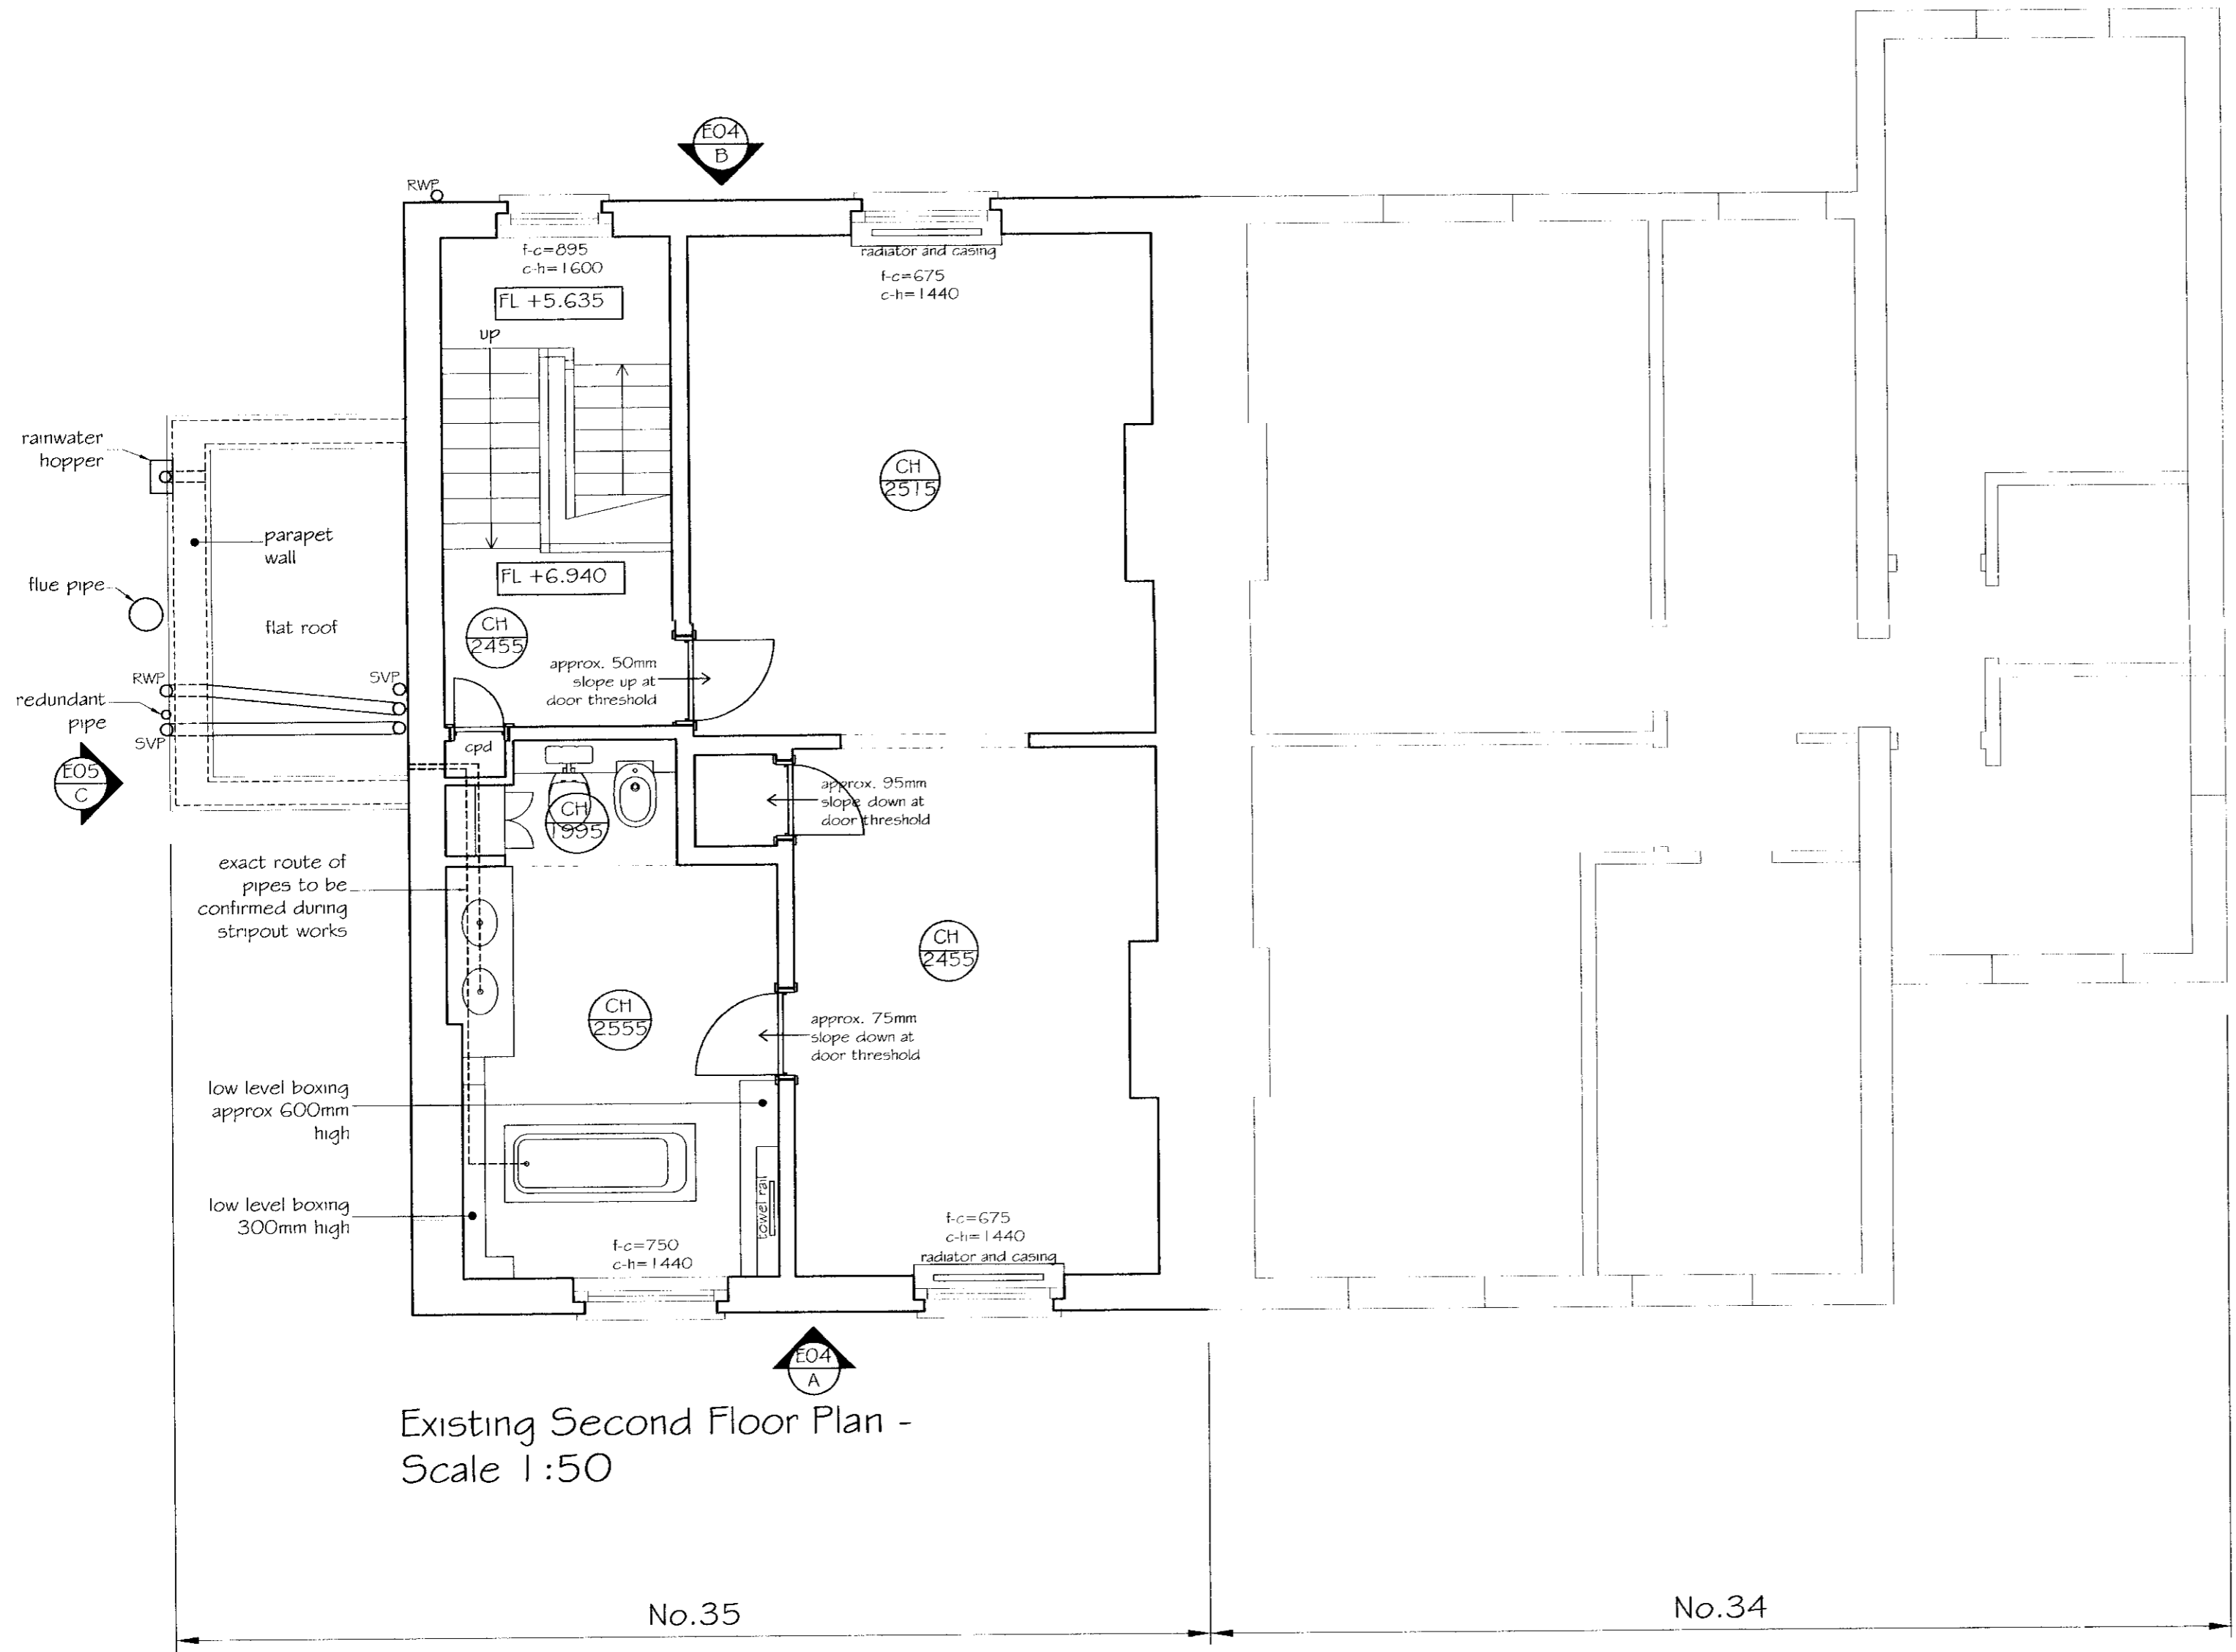 E04
B
RWP
f-c=895
c-h=1600
FL +5.635
up
radiator and casing
f-c=675
c-h=1440
rainwater
hopper
CH
2515
parapet
wall
flue pipe
FL +6.940
flat roof
CH
2455
approx. 50mm
slope up at
door threshold
RWP
SVP
redundant
pipe
SVP
cpd
E05
C
approx. 95mm
slope down at
door threshold
CH
1995
exact route of
pipes to be
confirmed during
stripout works
CH
2455
CH
2555
approx. 75mm
slope down at
door threshold
low level boxing
approx 600mm
high
towel rail
low level boxing
300mm high
f-c=750
c-h=1440
f-c=675
c-h=1440
radiator and casing
E04
A
Existing Second Floor Plan -
Scale 1:50
No.35
No.34